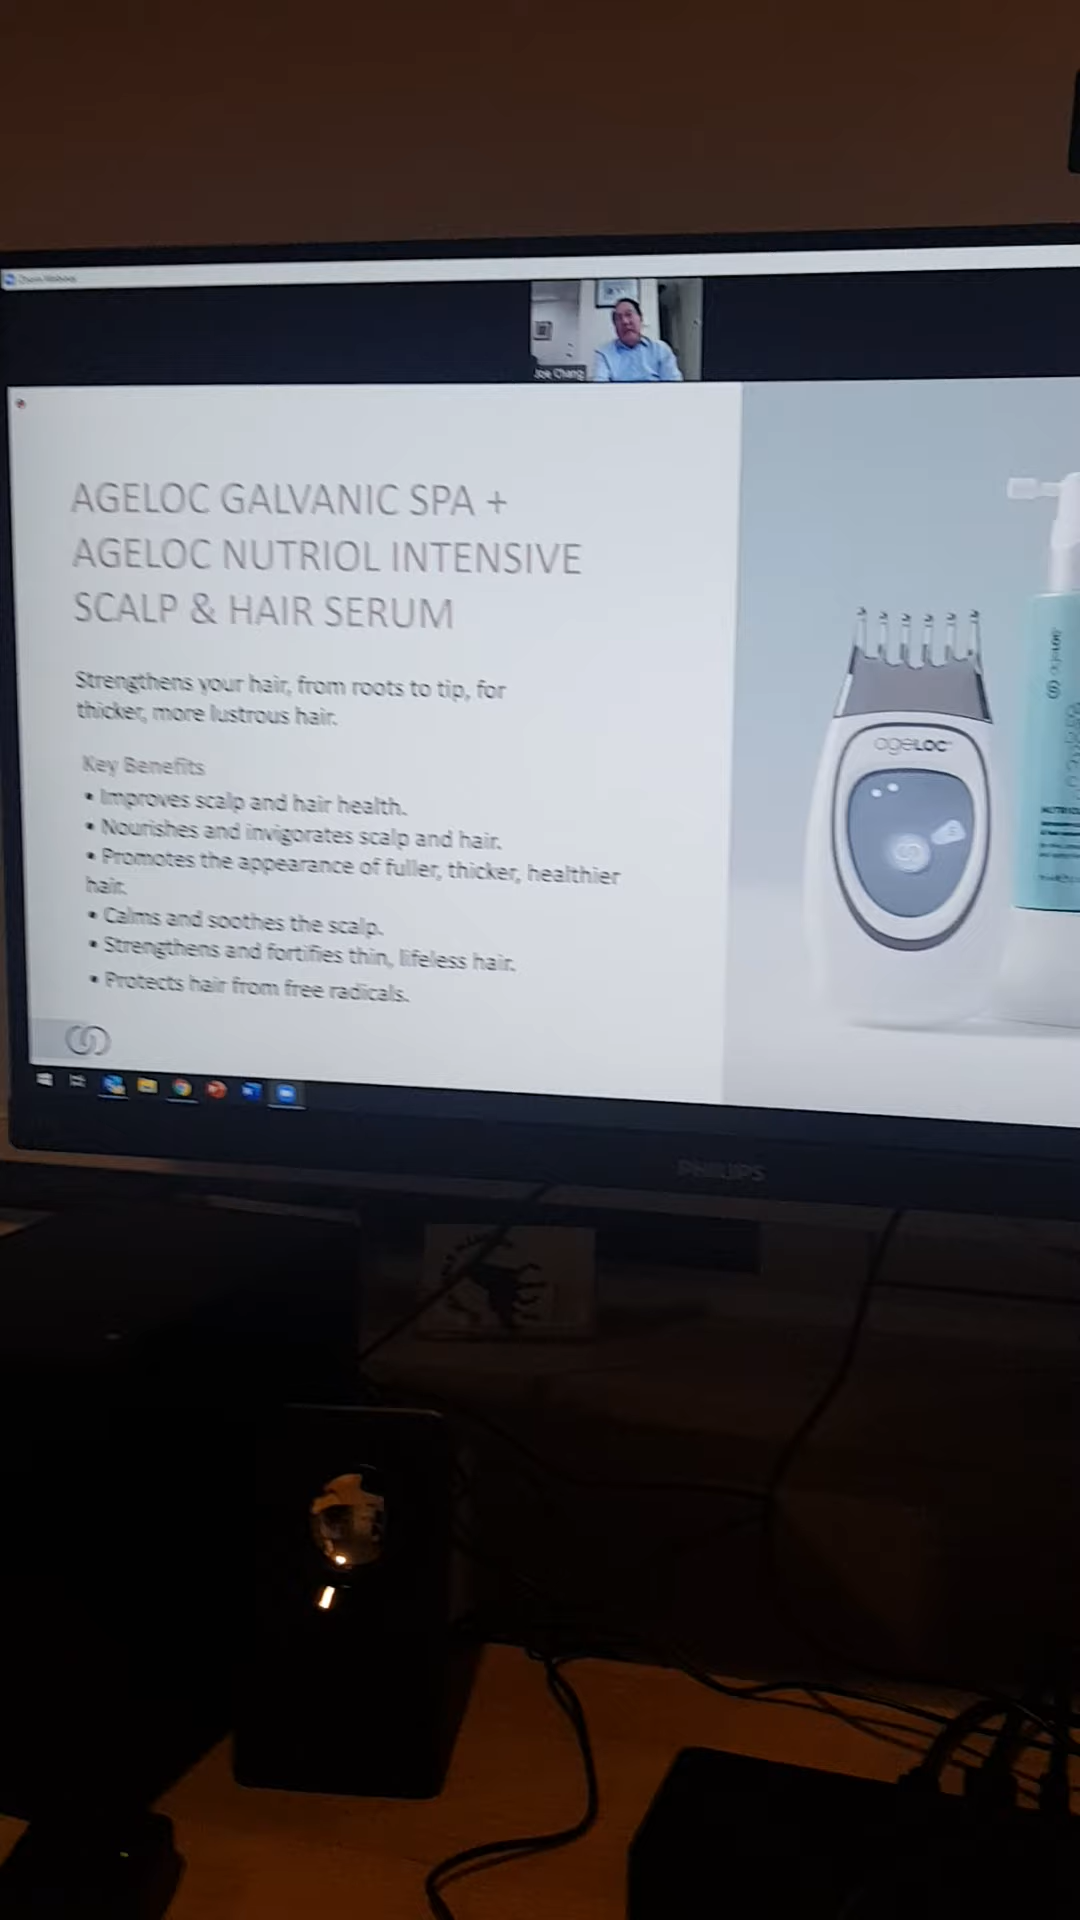 Joe Chang
AGELOC GALVANIC SPA +
AGELOC NUTRIOL INTENSIVE
SCALP & HAIR SERUM
Strengthens your hair, from roots to tip, for
thicker, more lustrous hair.
Key Benefits
• Improves scalp and hair health.
• Nourishes and invigorates scalp and hair.
• Promotes the appearance of fuller, thicker, healthier
hair.
• Calms and soothes the scalp.
• Strengthens and fortifies thin, lifeless hair.
• Protects hair from free radicals.
ageLOC
PHILIPS